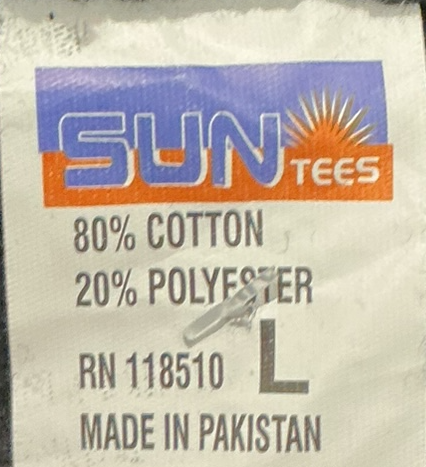 SUN TEES
80% COTTON
20% POLYESTER
RN 118510 L
MADE IN PAKISTAN